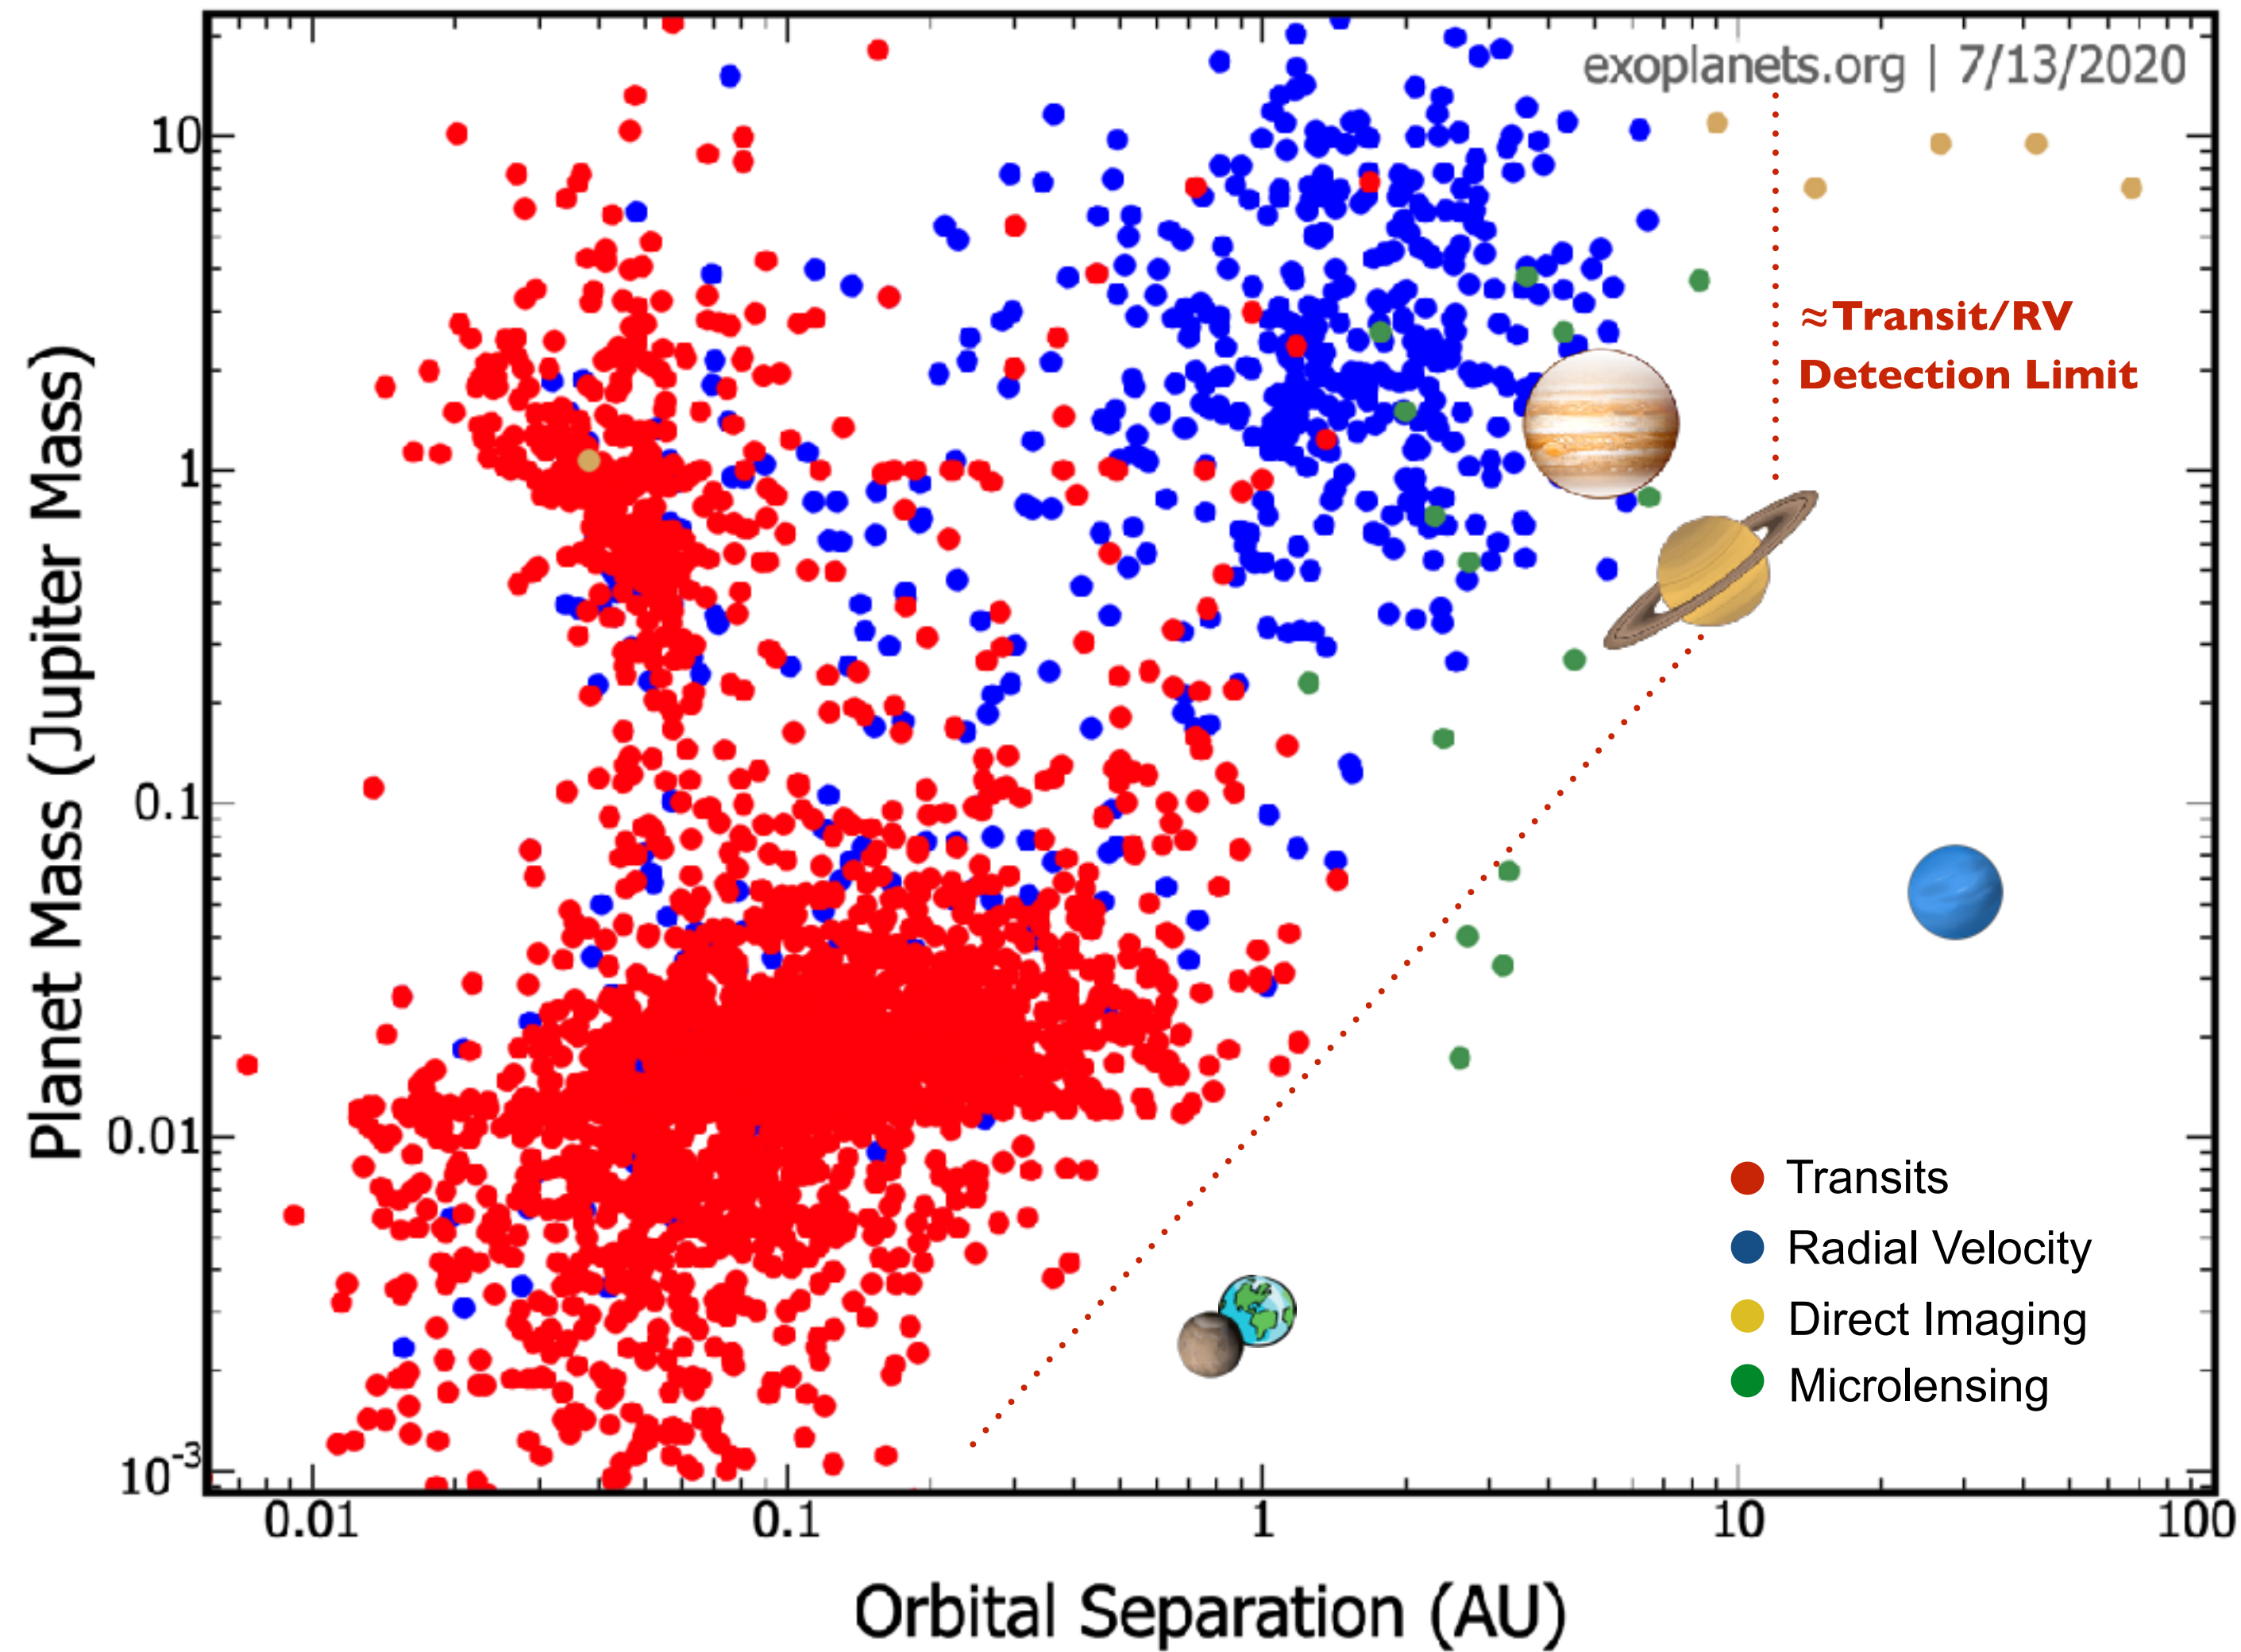 exoplanets.org | 7/13/2020
Planet Mass (Jupiter Mass)
10
1
0.1
0.01
10-3
≈Transit/RV
Detection Limit
Transits
Radial Velocity
Direct Imaging
Microlensing
0.01
0.1
1
10
100
Orbital Separation (AU)